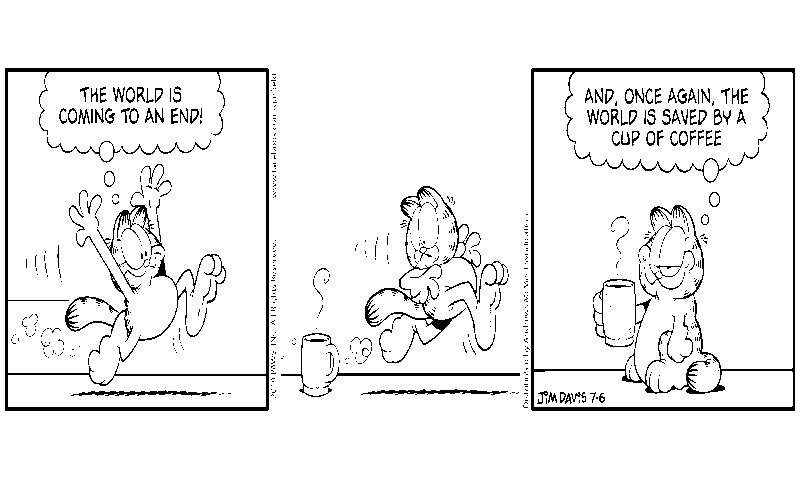 THE WORLD IS
COMING TO AN END!
AND, ONCE AGAIN, THE
WORLD IS SAVED BY A
CUP OF COFFEE
JIM DAVIS 7-6